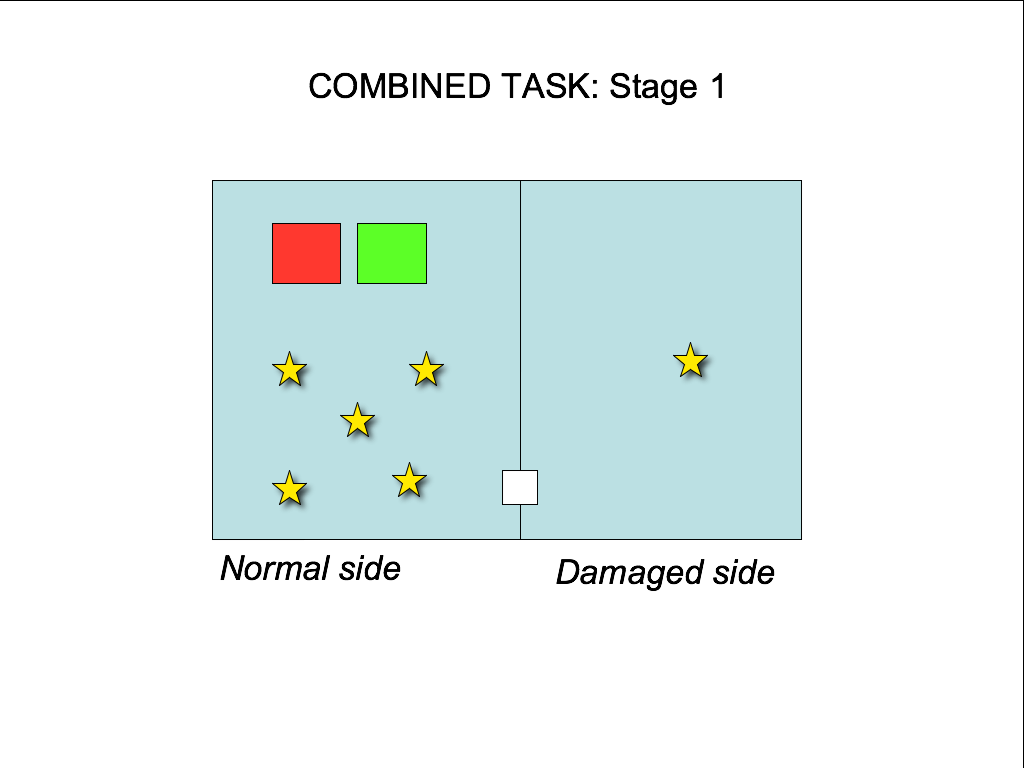 COMBINED TASK: Stage 1
Normal side
Damaged side